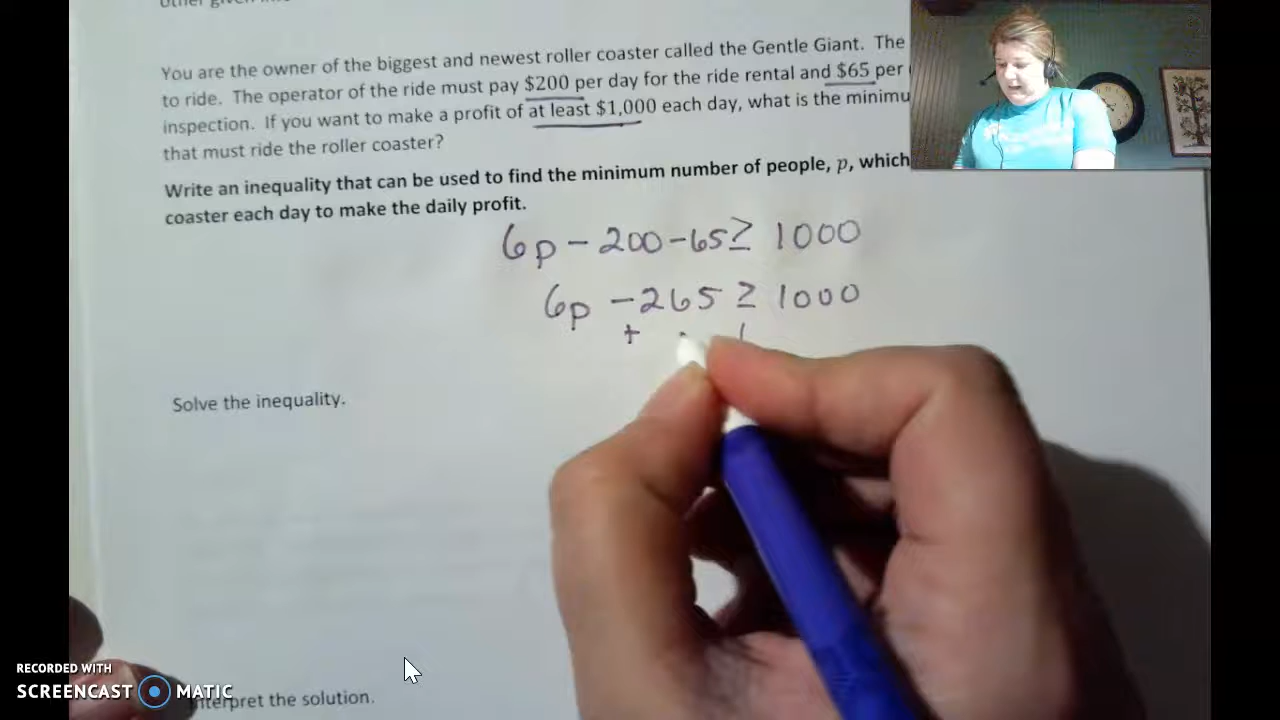 You are the owner of the biggest and newest roller coaster called the Gentle Giant. The
to ride. The operator of the ride must pay $200 per day for the ride rental and $65 per
inspection. If you want to make a profit of at least $1,000 each day, what is the minimu
that must ride the roller coaster?
Write an inequality that can be used to find the minimum number of people, p, which
coaster each day to make the daily profit.
6p - 200 - 65 ≥ 1000
6p - 265 ≥ 1000
+
Solve the inequality.
RECORDED WITH
SCREENCAST MATIC
nterpret the solution.